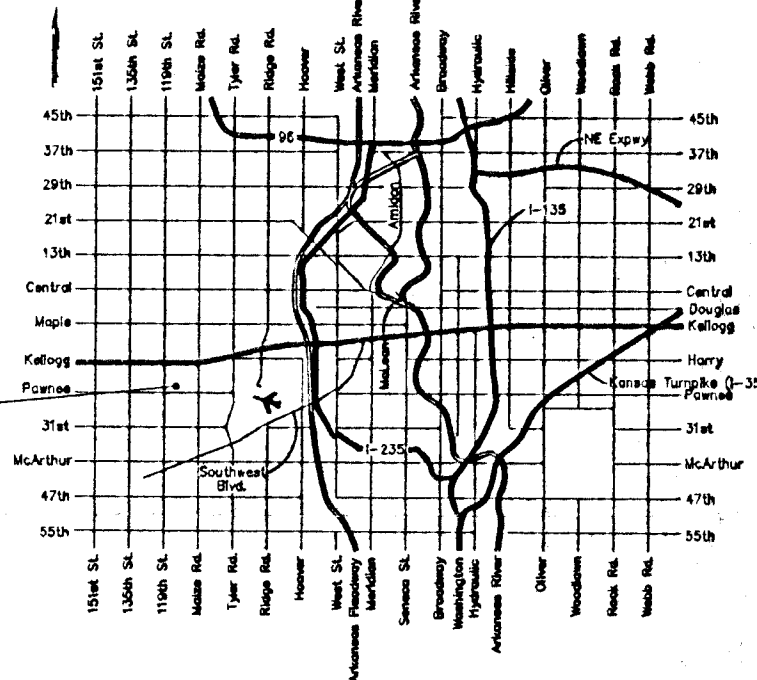 151st St.
135th St.
119th St.
Maize Rd.
Tyler Rd.
Ridge Rd.
Hoover
West St.
Arkansas River
Meridian
Arkansas River
Broadway
Hydraulic
Hillside
Oliver
Woodlawn
Rock Rd.
Webb Rd.
45th
37th
29th
21st
13th
Central
Maple
Kellogg
Pawnee
31st
McArthur
47th
55th
96
Amidon
McLean
I-135
NE Expwy
I-235
Southwest
Blvd.
Kansas Turnpike (I-35
45th
37th
29th
21st
13th
Central
Douglas
Kellogg
Harry
Pawnee
31st
McArthur
47th
55th
151st St.
135th St.
119th St.
Maize Rd.
Tyler Rd.
Ridge Rd.
Hoover
West St.
Arkansas Floodway
Meridian
Seneca St.
Broadway
Washington
Hydraulic
Arkansas River
Oliver
Woodlawn
Rock Rd.
Webb Rd.